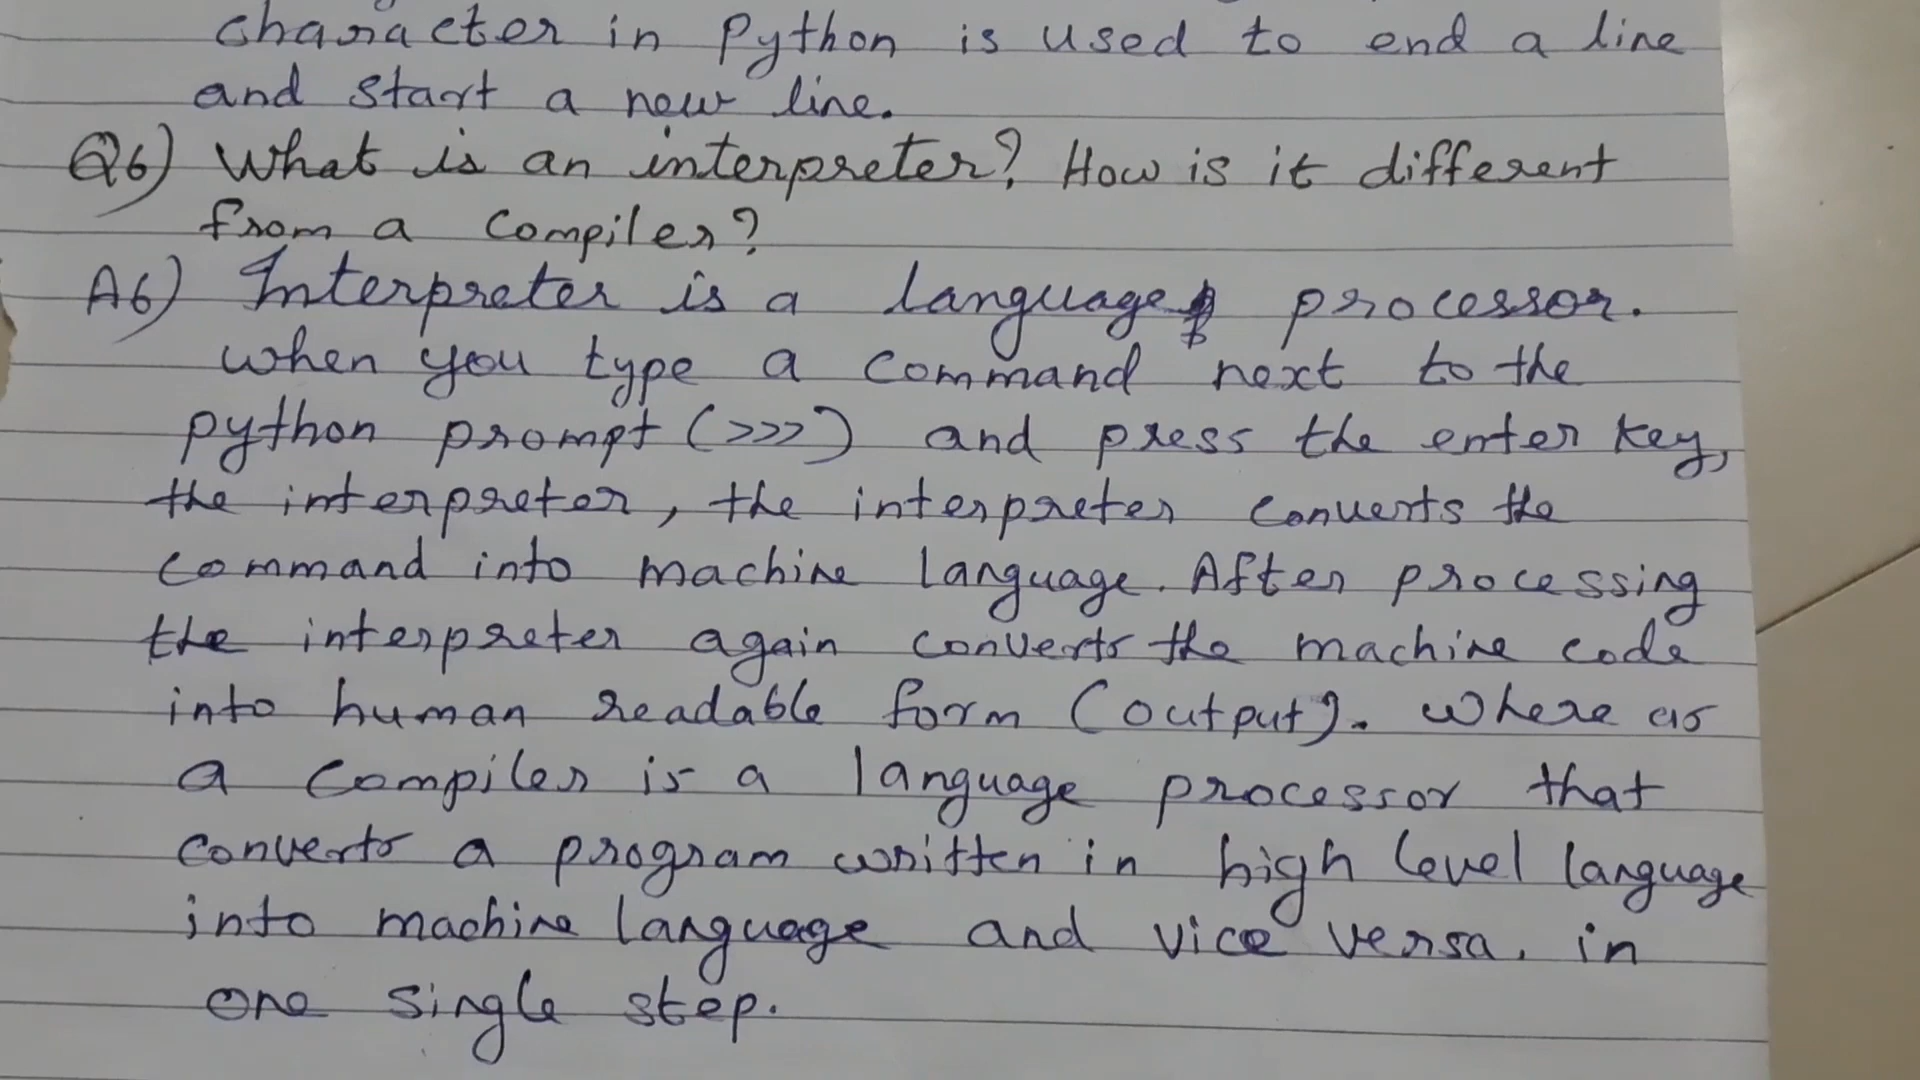 character in Python is used to end a line
and start a new line.
Q6) What is an interpreter? How is it different
from a compiler?
A6) Interpreter is a language processor.
when you type a command next to the
python prompt (>>>) and press the enter key,
the interpreter, the interpreter converts the
command into machine language. After processing
the interpreter again converts the machine code
into human readable form (output). where as
a compiler is a language processor that
converts a program written in high level language
into machine language and vice versa. in
one single step.